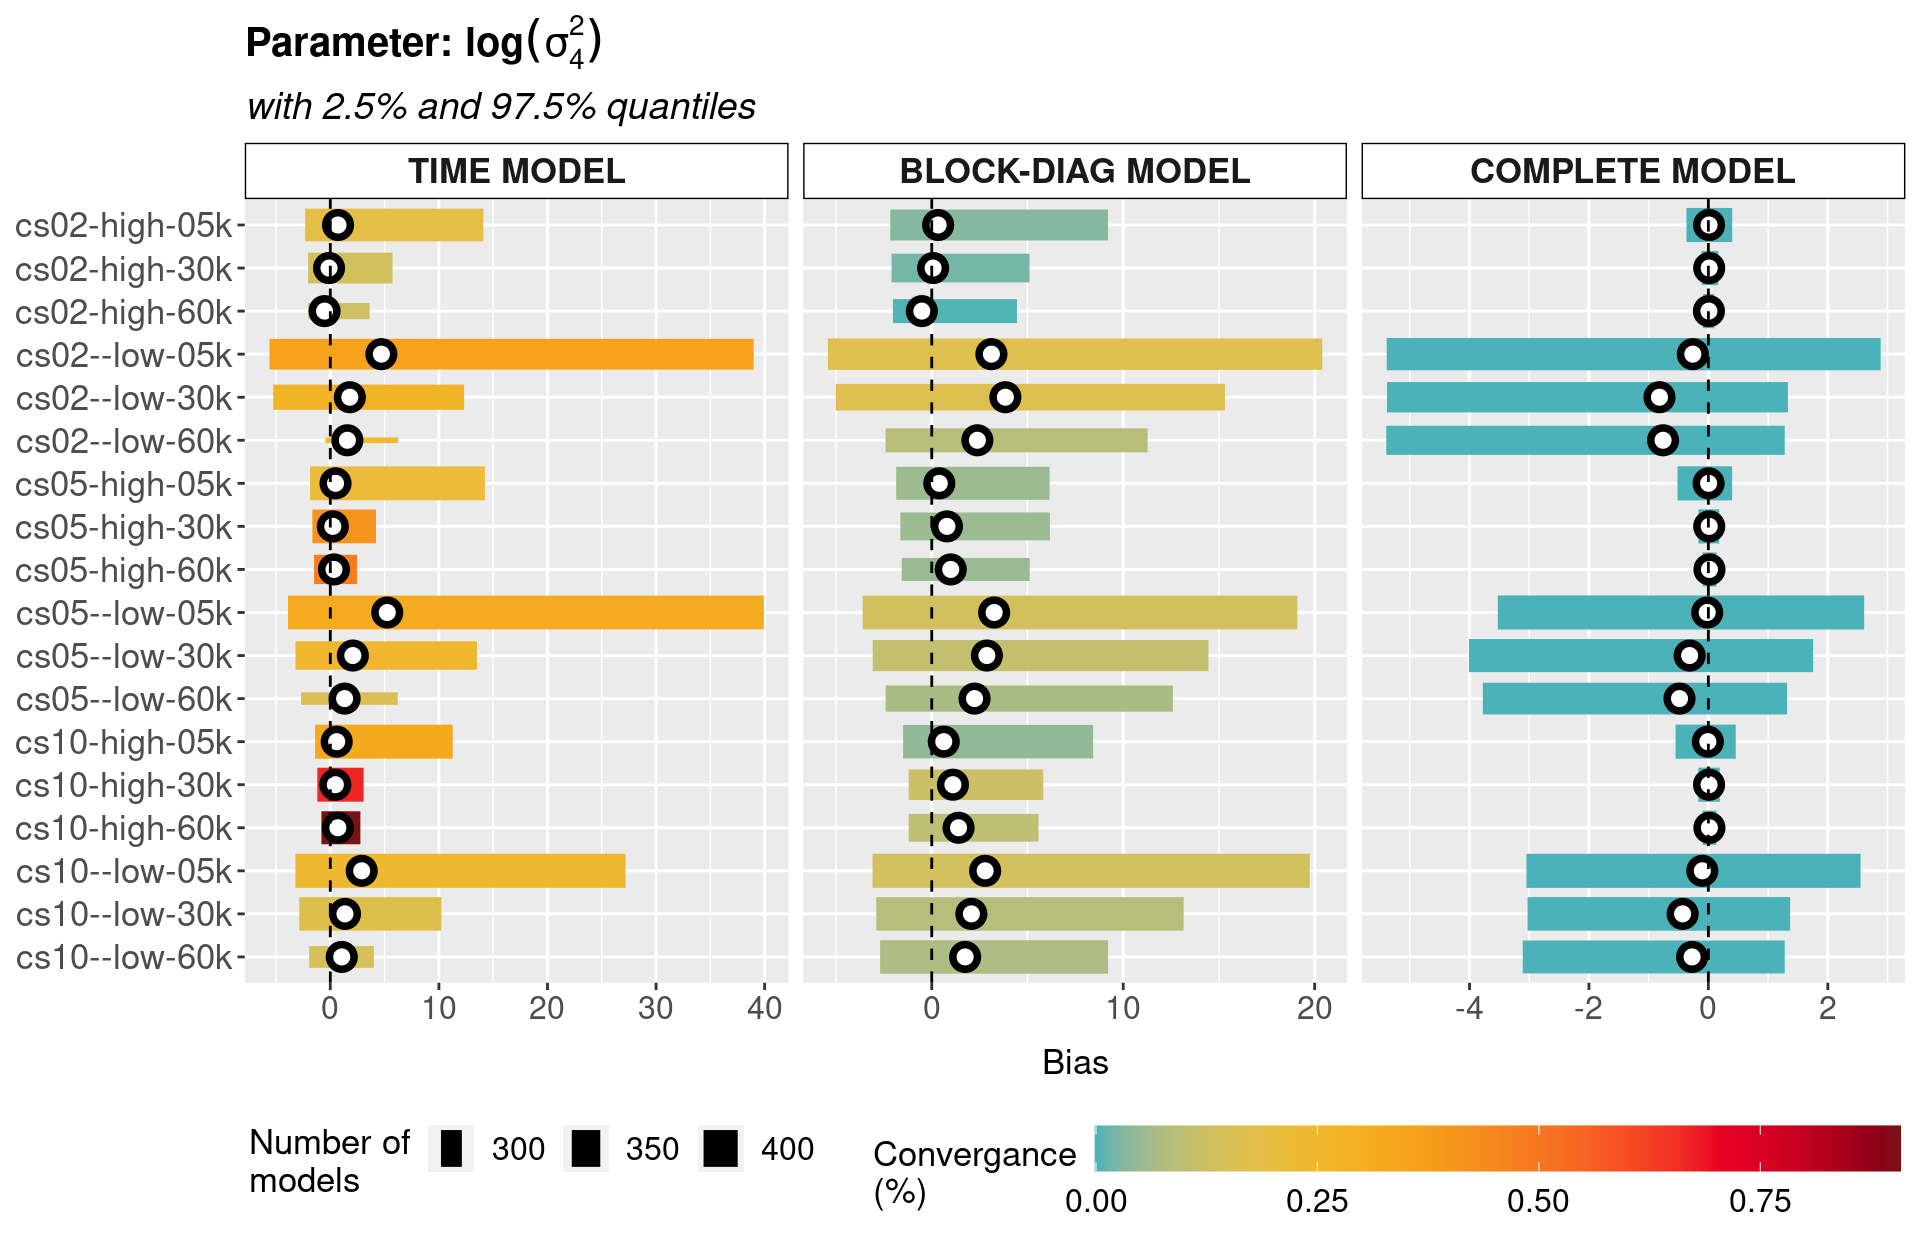 Parameter: log(σ₄²)
with 2.5% and 97.5% quantiles
TIME MODEL BLOCK-DIAG MODEL COMPLETE MODEL
cs02-high-05k
cs02-high-30k
cs02-high-60k
cs02--low-05k
cs02--low-30k
cs02--low-60k
cs05-high-05k
cs05-high-30k
cs05-high-60k
cs05--low-05k
cs05--low-30k
cs05--low-60k
cs10-high-05k
cs10-high-30k
cs10-high-60k
cs10--low-05k
cs10--low-30k
cs10--low-60k
0 10 20 30 40 0 10 20 -4 -2 0 2
Bias
Number of models
300 350 400
Convergance (%)
0.00 0.25 0.50 0.75